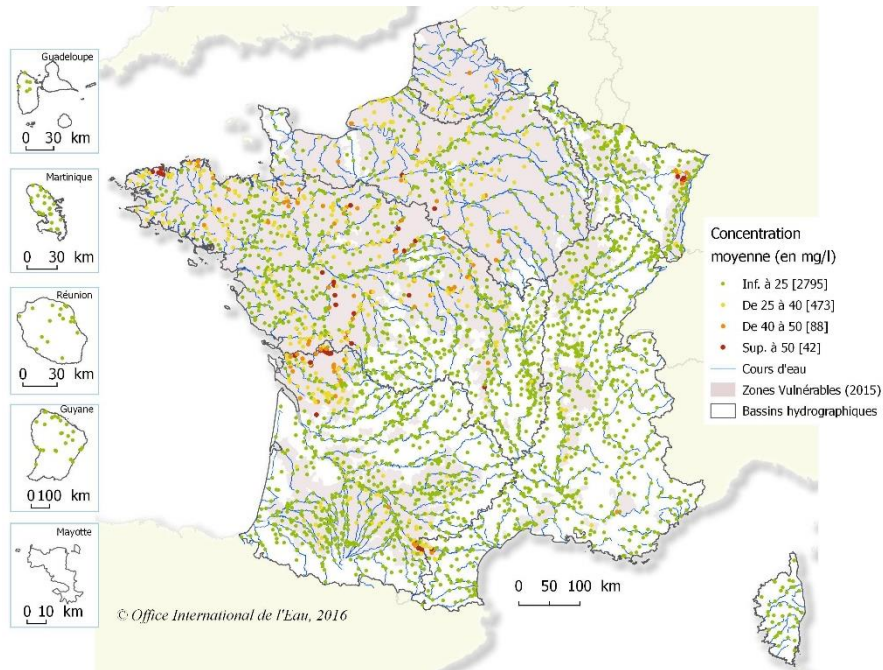 Guadeloupe
0 30 km
Martinique
0 30 km
Réunion
0 30 km
Guyane
0 100 km
Mayotte
0 10 km
Concentration
moyenne (en mg/l)
Inf. à 25 [2795]
De 25 à 40 [473]
De 40 à 50 [88]
Sup. à 50 [42]
Cours d'eau
Zones Vulnérables (2015)
Bassins hydrographiques
0 50 100 km
© Office International de l'Eau, 2016